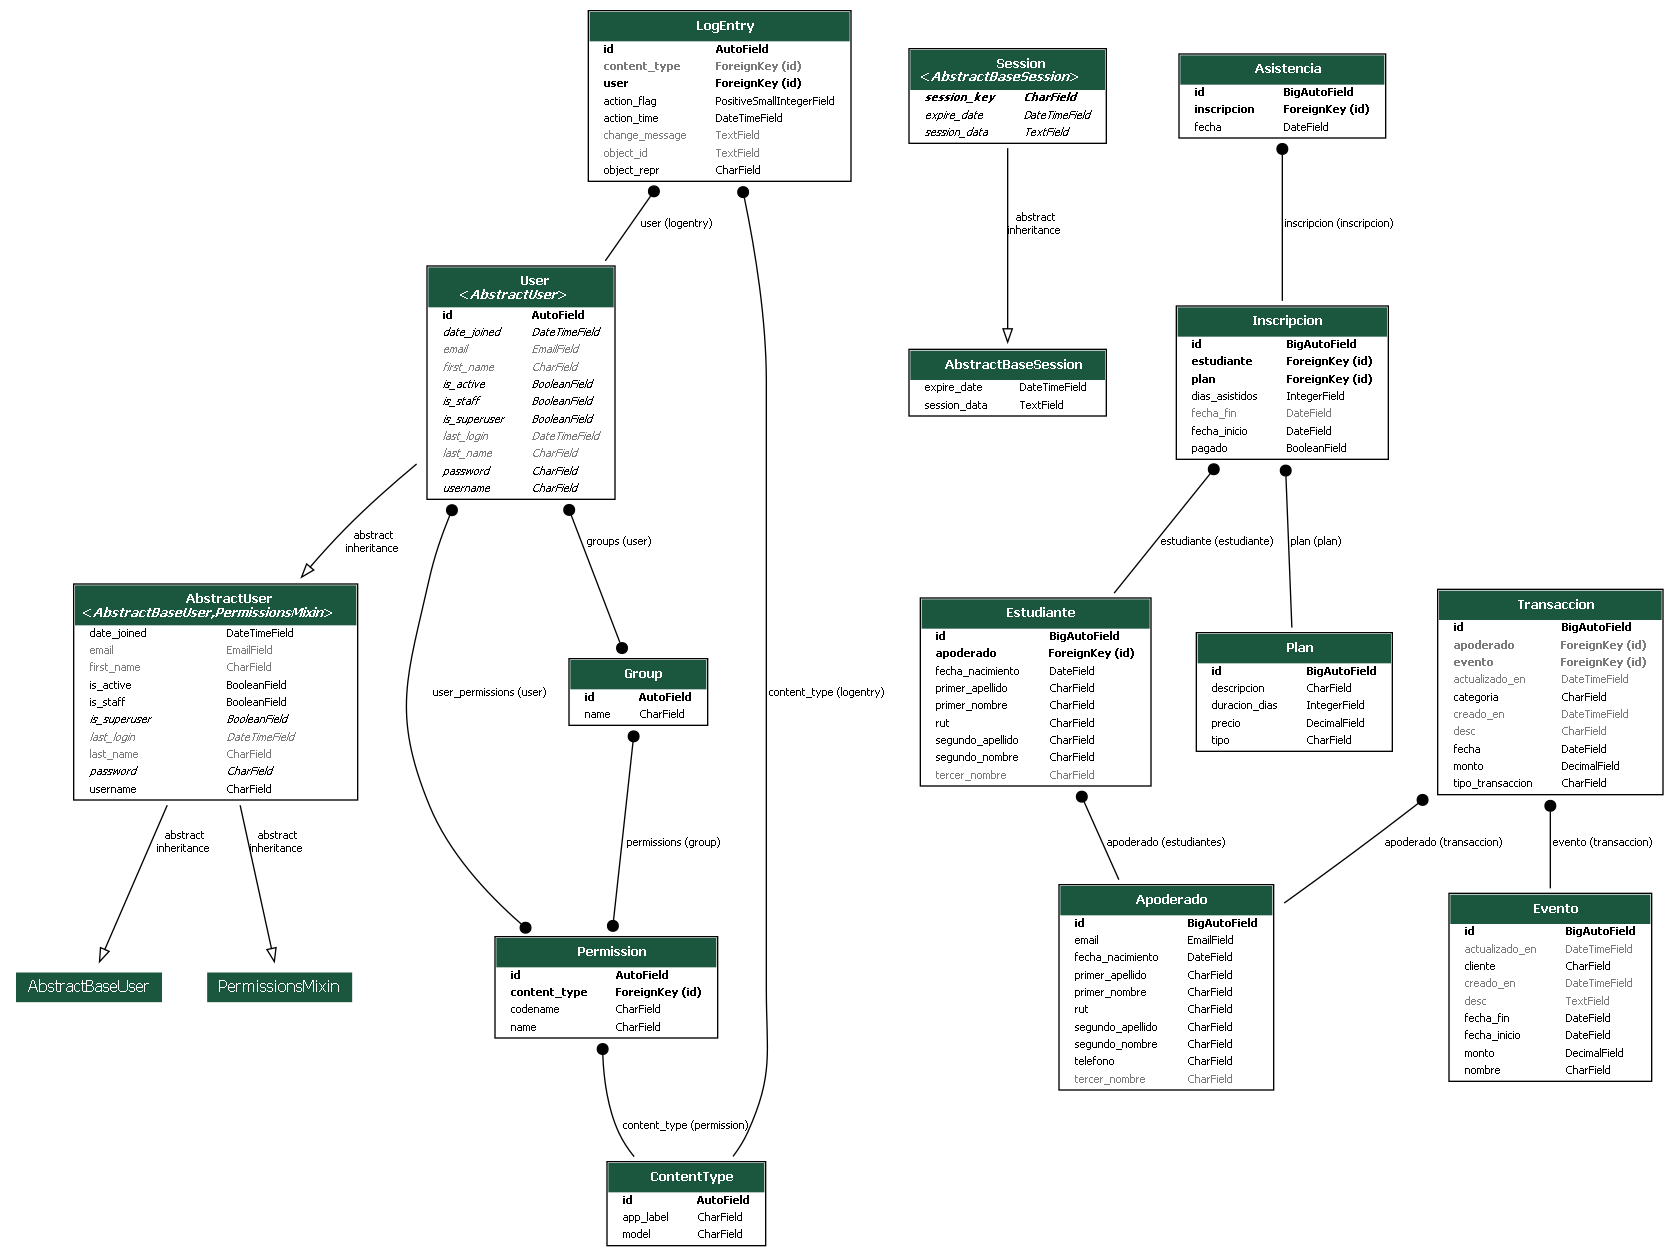 LogEntry
id AutoField
content_type ForeignKey (id)
user ForeignKey (id)
action_flag PositiveSmallIntegerField
action_time DateTimeField
change_message TextField
object_id TextField
object_repr CharField
user (logentry)
User
<AbstractUser>
id AutoField
date_joined DateTimeField
email EmailField
first_name CharField
is_active BooleanField
is_staff BooleanField
is_superuser BooleanField
last_login DateTimeField
last_name CharField
password CharField
username CharField
abstract
inheritance
groups (user)
user_permissions (user)
content_type (logentry)
AbstractUser
<AbstractBaseUser,PermissionsMixin>
date_joined DateTimeField
email EmailField
first_name CharField
is_active BooleanField
is_staff BooleanField
is_superuser BooleanField
last_login DateTimeField
last_name CharField
password CharField
username CharField
abstract
inheritance
abstract
inheritance
AbstractBaseUser
PermissionsMixin
Group
id AutoField
name CharField
permissions (group)
Permission
id AutoField
content_type ForeignKey (id)
codename CharField
name CharField
content_type (permission)
ContentType
id AutoField
app_label CharField
model CharField
Session
<AbstractBaseSession>
session_key CharField
expire_date DateTimeField
session_data TextField
abstract
inheritance
AbstractBaseSession
expire_date DateTimeField
session_data TextField
Asistencia
id BigAutoField
inscripcion ForeignKey (id)
fecha DateField
inscripcion (inscripcion)
Inscripcion
id BigAutoField
estudiante ForeignKey (id)
plan ForeignKey (id)
dias_asistidos IntegerField
fecha_fin DateField
fecha_inicio DateField
pagado BooleanField
estudiante (estudiante)
plan (plan)
Estudiante
id BigAutoField
apoderado ForeignKey (id)
fecha_nacimiento DateField
primer_apellido CharField
primer_nombre CharField
rut CharField
segundo_apellido CharField
segundo_nombre CharField
tercer_nombre CharField
Plan
id BigAutoField
descripcion CharField
duracion_dias IntegerField
precio DecimalField
tipo CharField
Transaccion
id BigAutoField
apoderado ForeignKey (id)
evento ForeignKey (id)
actualizado_en DateTimeField
categoria CharField
creado_en DateTimeField
desc CharField
fecha DateField
monto DecimalField
tipo_transaccion CharField
apoderado (estudiantes)
apoderado (transaccion)
evento (transaccion)
Apoderado
id BigAutoField
email EmailField
fecha_nacimiento DateField
primer_apellido CharField
primer_nombre CharField
rut CharField
segundo_apellido CharField
segundo_nombre CharField
telefono CharField
tercer_nombre CharField
Evento
id BigAutoField
actualizado_en DateTimeField
cliente CharField
creado_en DateTimeField
desc TextField
fecha_fin DateField
fecha_inicio DateField
monto DecimalField
nombre CharField